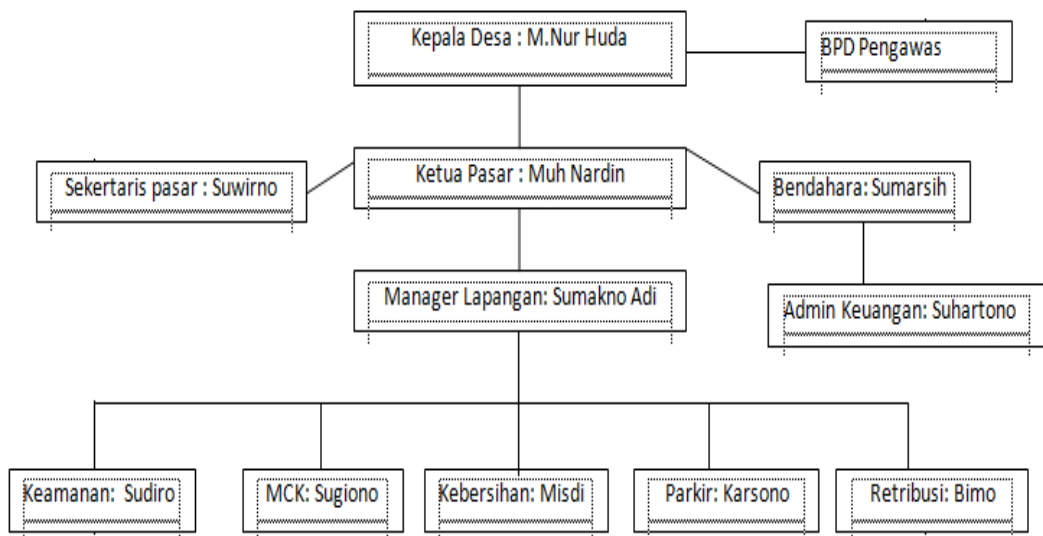 Kepala Desa : M.Nur Huda
BPD Pengawas
Sekertaris pasar : Suwirno
Ketua Pasar : Muh Nardin
Bendahara: Sumarsih
Manager Lapangan: Sumakno Adi
Admin Keuangan: Suhartono
Keamanan: Sudiro
MCK: Sugiono
Kebersihan: Misdi
Parkir: Karsono
Retribusi: Bimo